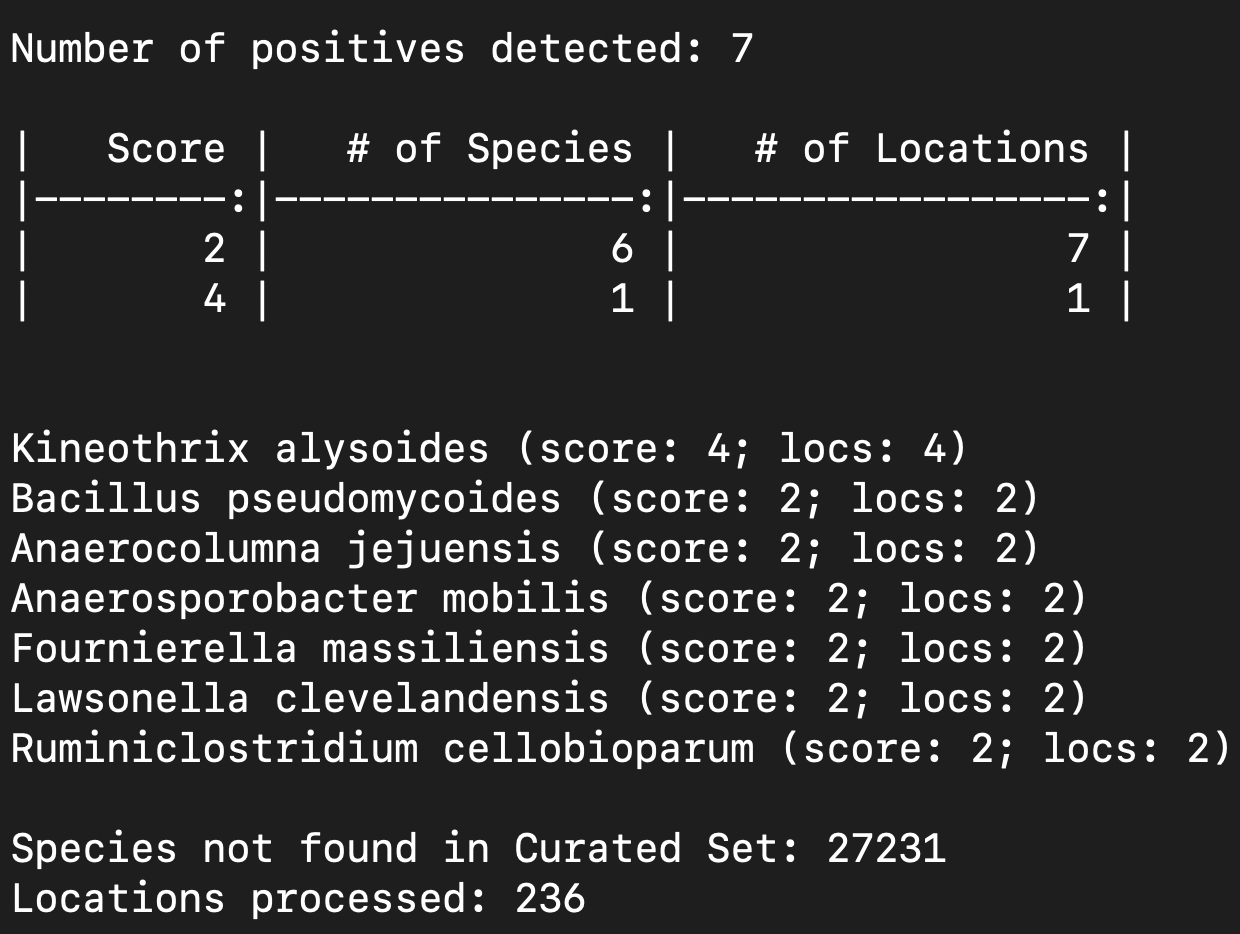 Number of positives detected: 7
|   Score |   # of Species |   # of Locations |
|--------:|---------------:|-----------------:|
|       2 |              6 |                7 |
|       4 |              1 |                1 |
Kineothrix alysoides (score: 4; locs: 4)
Bacillus pseudomycoides (score: 2; locs: 2)
Anaerocolumna jejuensis (score: 2; locs: 2)
Anaerosporobacter mobilis (score: 2; locs: 2)
Fournierella massiliensis (score: 2; locs: 2)
Lawsonella clevelandensis (score: 2; locs: 2)
Ruminiclostridium cellobioparum (score: 2; locs: 2)
Species not found in Curated Set: 27231
Locations processed: 236